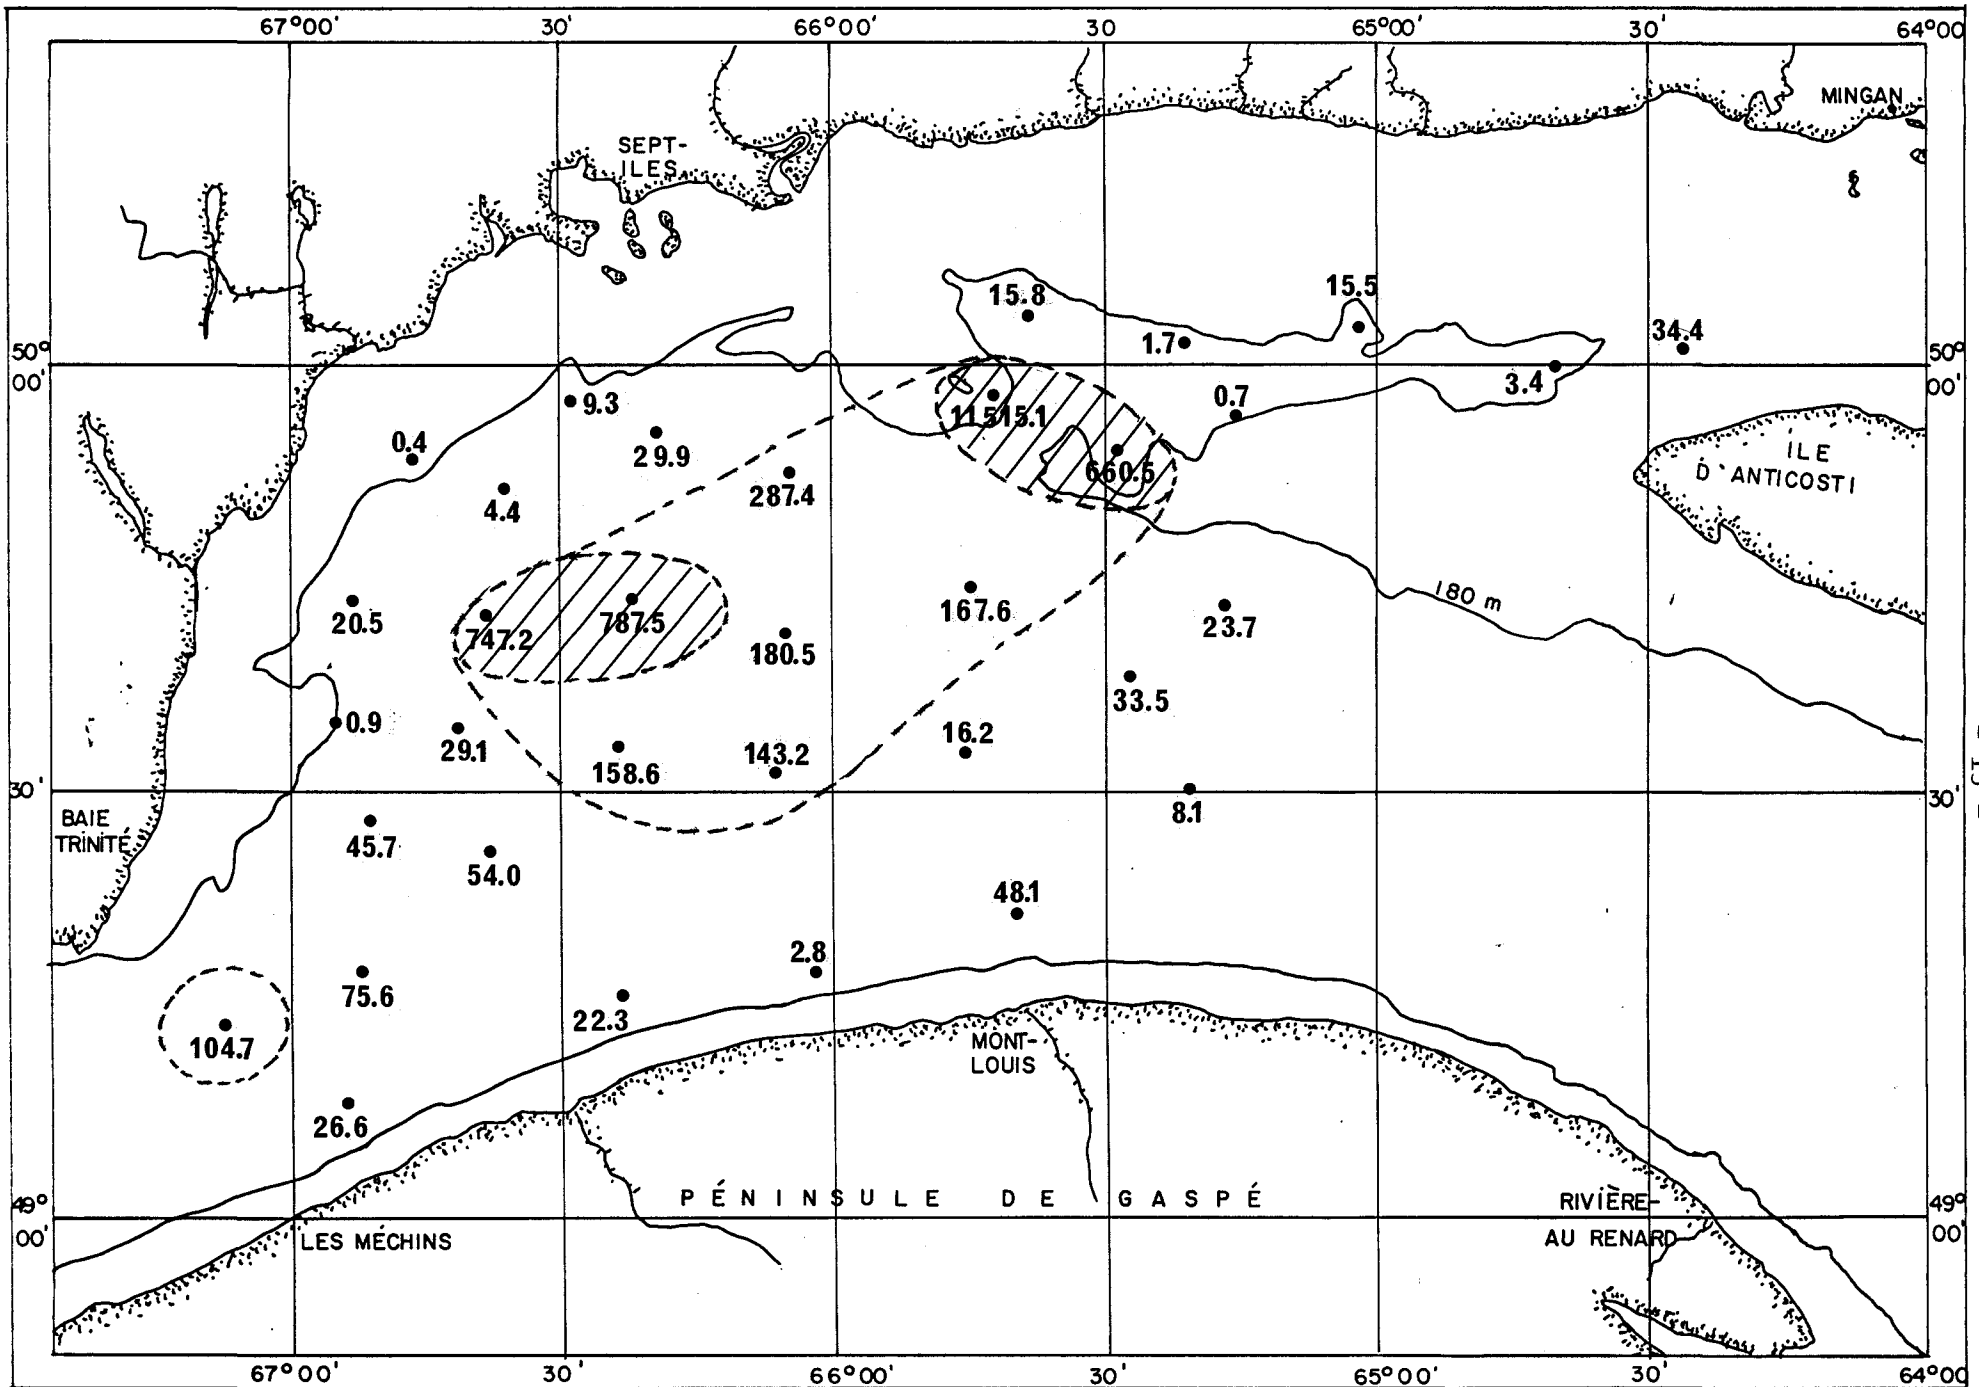 67°00' 30' 66°00' 30 65°00' 30' 64°00'
MINGAN
SEPT-
ILES
15.8
15.5
1.7
34.4
50°
00'
50°
00'
3.4
9.3
0.7
11.515.1
0.4
29.9
ILE
D'ANTICOSTI
660.5
287.4
4.4
180 m
20.5
747.2
787.5
167.6
23.7
180.5
33.5
0.9
29.1
16.2
143.2
158.6
30'
30'
8.1
BAIE
TRINITÉ
45.7
54.0
48.1
2.8
75.6
22.3
104.7
MONT-
LOUIS
26.6
49°
00'
PÉNINSULE DE GASPÉ
RIVIÈRE-
AU RENARD
00'
LES MÉCHINS
67°00' 30' 66°00' 30' 65°00' 30' 64°00'